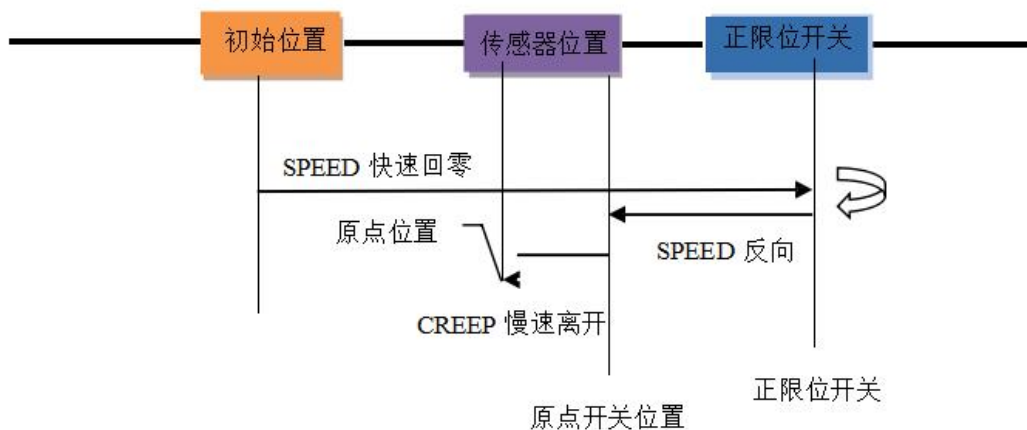 初始位置
传感器位置
正限位开关
SPEED 快速回零
原点位置
SPEED 反向
CREEP 慢速离开
正限位开关
原点开关位置